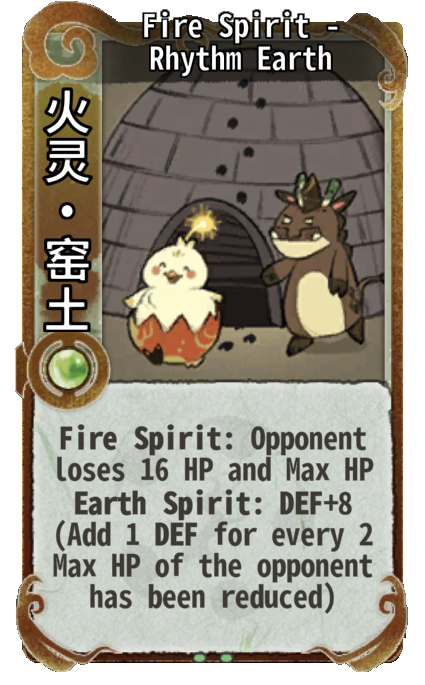 Fire Spirit -
Rhythm Earth
火灵·窑土
Fire Spirit: Opponent
loses 16 HP and Max HP
Earth Spirit: DEF+8
(Add 1 DEF for every 2
Max HP of the opponent
has been reduced)